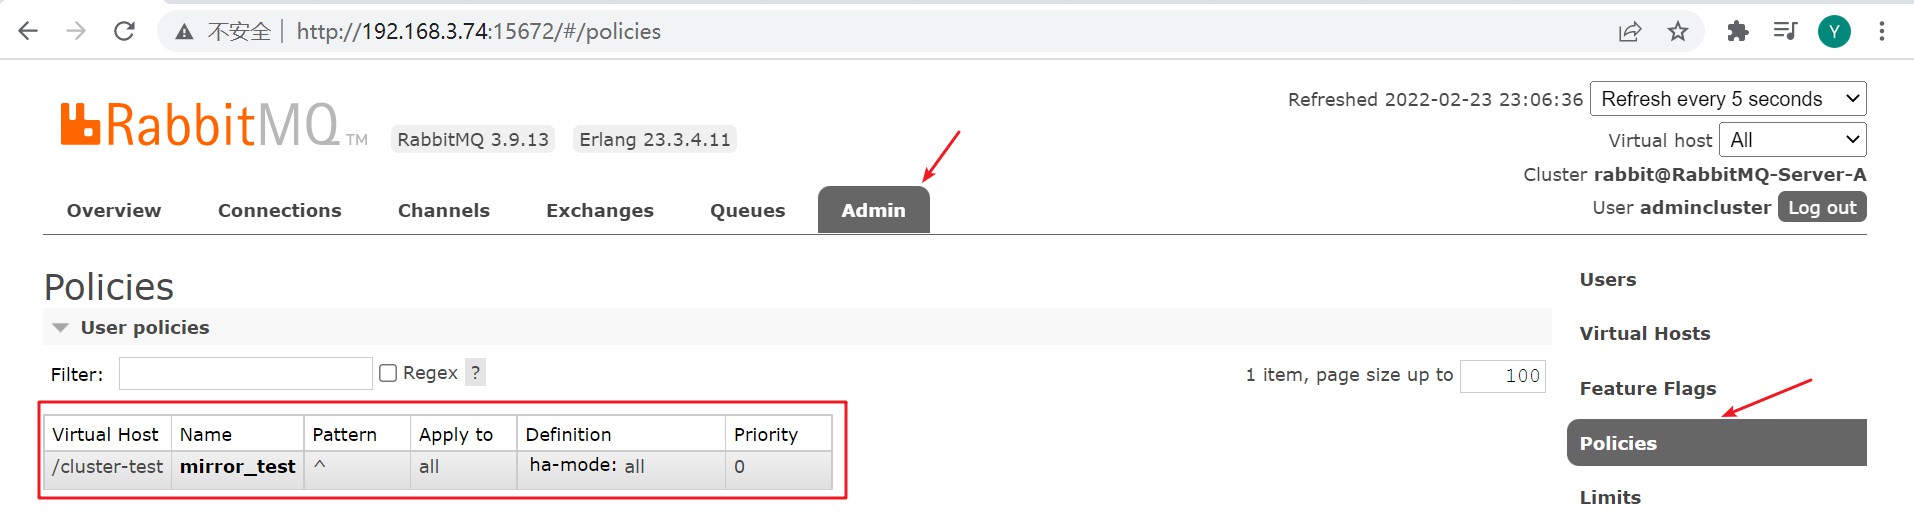 不安全 http://192.168.3.74:15672/#/policies Y
Refreshed 2022-02-23 23:06:36 Refresh every 5 seconds
RabbitMQ TM RabbitMQ 3.9.13 Erlang 23.3.4.11
Virtual host All
Cluster rabbit@RabbitMQ-Server-A
User admincluster Log out
Overview Connections Channels Exchanges Queues Admin
Policies
User policies
Filter: Regex ? 1 item, page size up to 100
Virtual Host Name Pattern Apply to Definition Priority
/cluster-test mirror_test ^ all ha-mode: all 0
Users
Virtual Hosts
Feature Flags
Policies
Limits